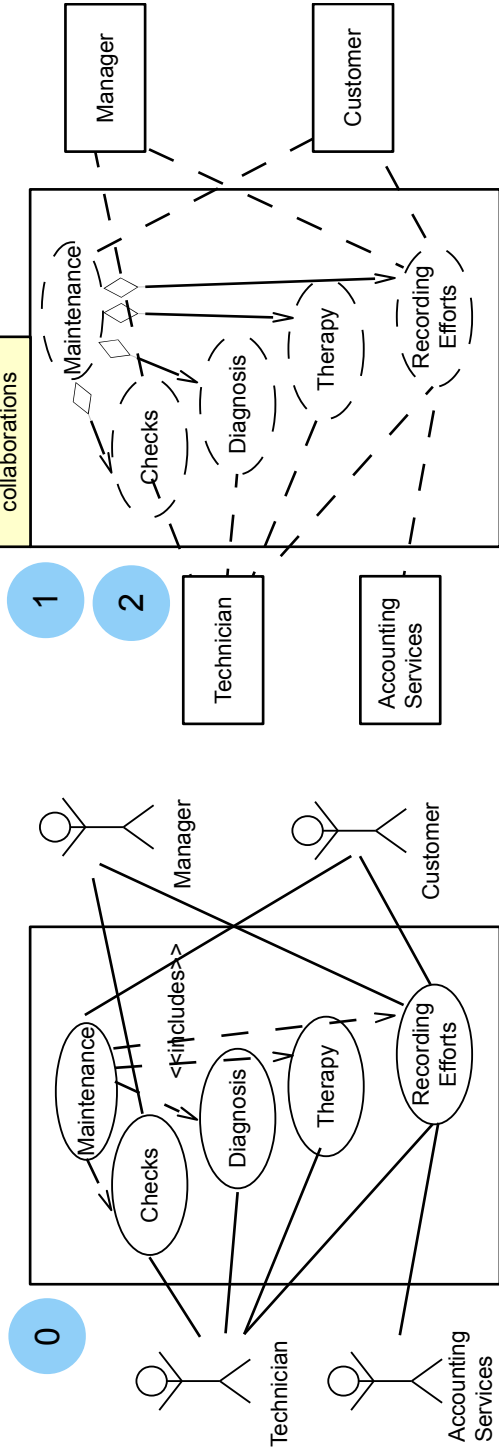 0
Technician
Accounting
Services
Maintenance
Checks
Diagnosis
Therapy
Recording
Efforts
<<includes>>
Manager
Customer
collaborations
1
2
Technician
Accounting
Services
Maintenance
Checks
Diagnosis
Therapy
Recording
Efforts
Manager
Customer